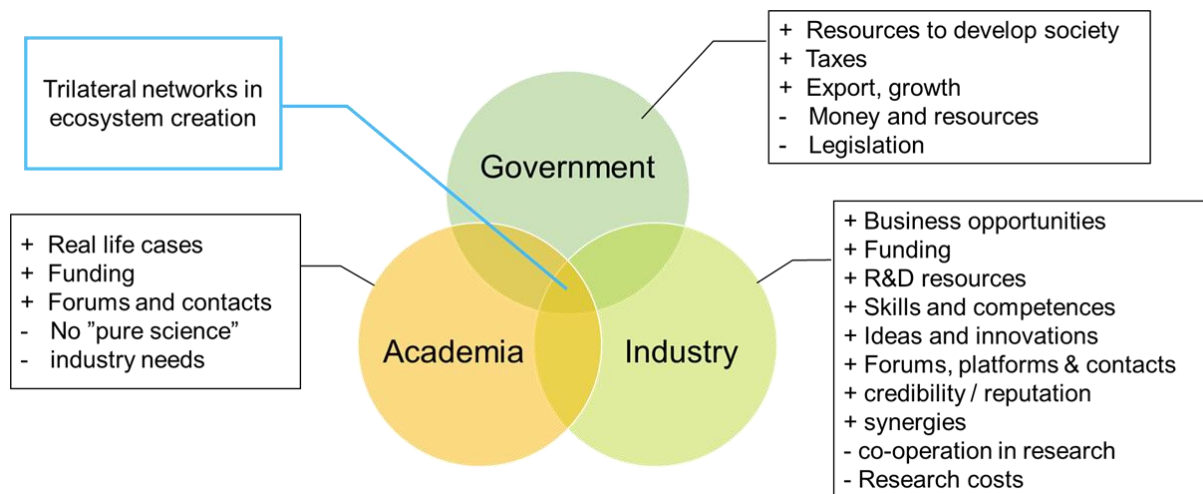 Trilateral networks in
ecosystem creation
Government
+ Resources to develop society
+ Taxes
+ Export, growth
- Money and resources
- Legislation
+ Real life cases
+ Funding
+ Forums and contacts
- No ”pure science”
- industry needs
Academia
Industry
+ Business opportunities
+ Funding
+ R&D resources
+ Skills and competences
+ Ideas and innovations
+ Forums, platforms & contacts
+ credibility / reputation
+ synergies
- co-operation in research
- Research costs